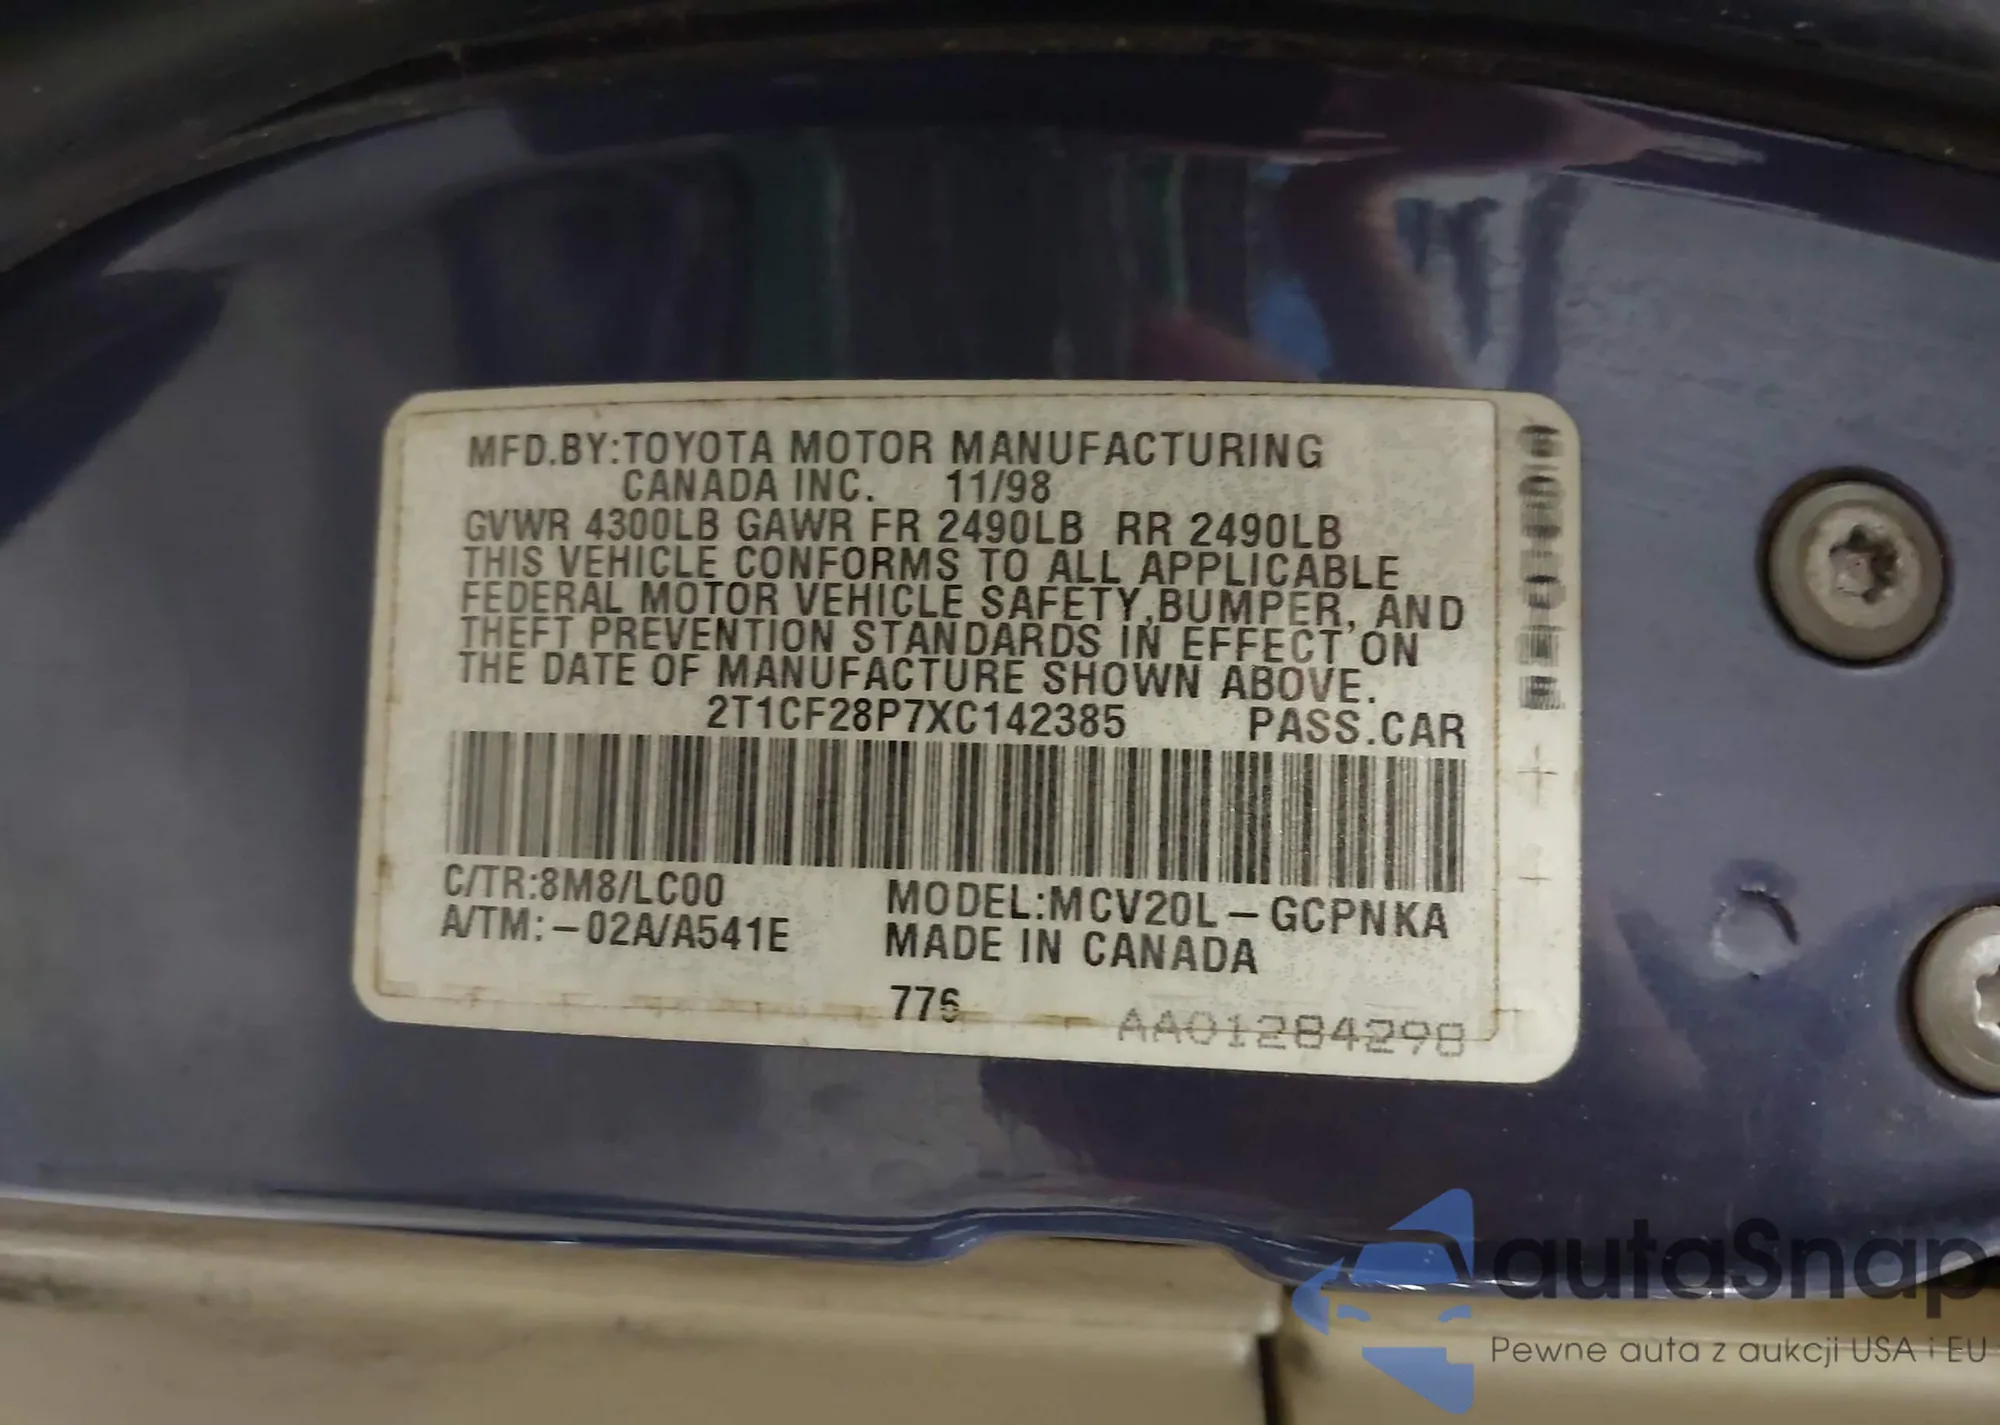 MFD.BY:TOYOTA MOTOR MANUFACTURING
CANADA INC. 11/98
GVWR 4300LB GAWR FR 2490LB RR 2490LB
THIS VEHICLE CONFORMS TO ALL APPLICABLE
FEDERAL MOTOR VEHICLE SAFETY,BUMPER, AND
THEFT PREVENTION STANDARDS IN EFFECT ON
THE DATE OF MANUFACTURE SHOWN ABOVE.
2T1CF28P7XC142385 PASS.CAR
C/TR:8M8/LC00 MODEL:MCV20L-GCPNKA
A/TM:-02A/A541E MADE IN CANADA
776 AA01284298
autaSnap
Pewne auta z aukcji USA i EU